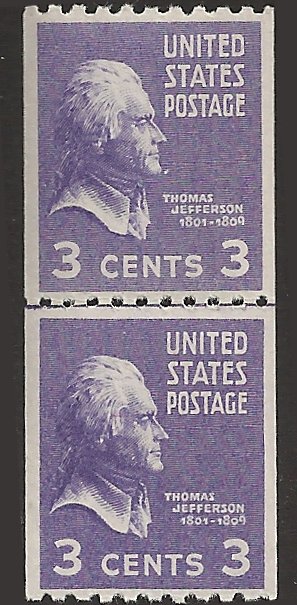 UNITED
STATES
POSTAGE
THOMAS
JEFFERSON
1801-1809
3 CENTS 3
UNITED
STATES
POSTAGE
THOMAS
JEFFERSON
1801-1809
3 CENTS 3